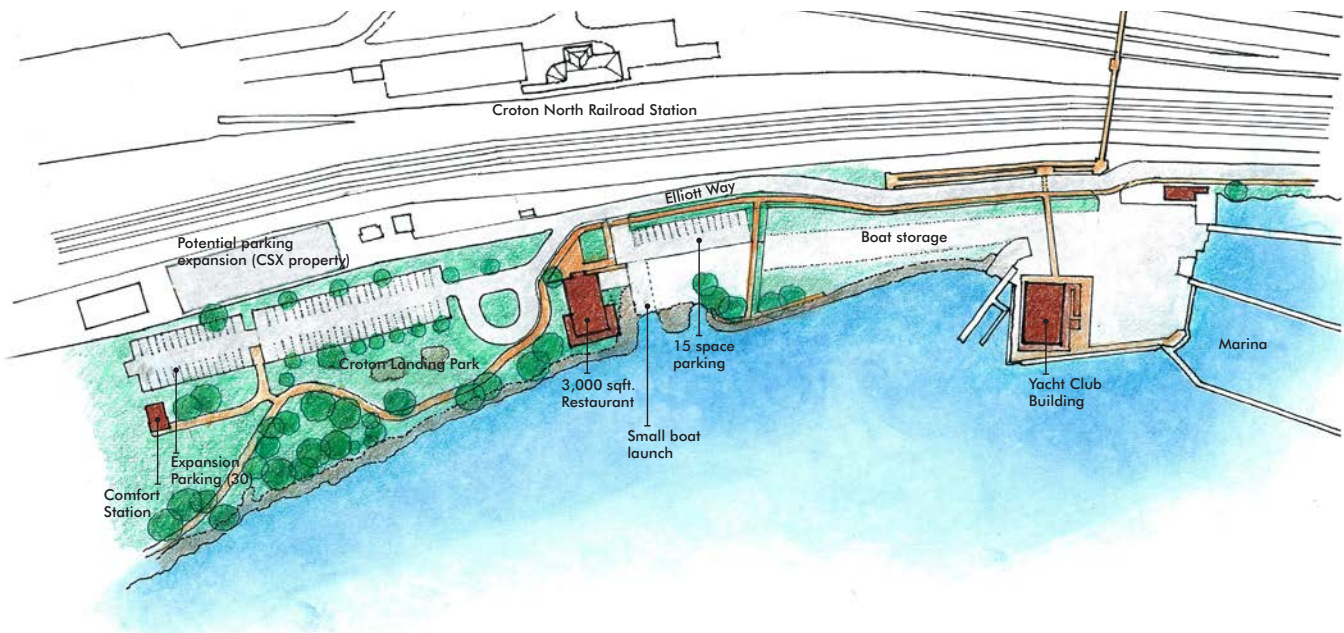 Croton North Railroad Station
Elliott Way
Potential parking
expansion (CSX property)
Boat storage
Croton Landing Park
15 space
parking
Marina
3,000 sqft.
Restaurant
Yacht Club
Building
Small boat
launch
Expansion
Parking (30)
Comfort
Station